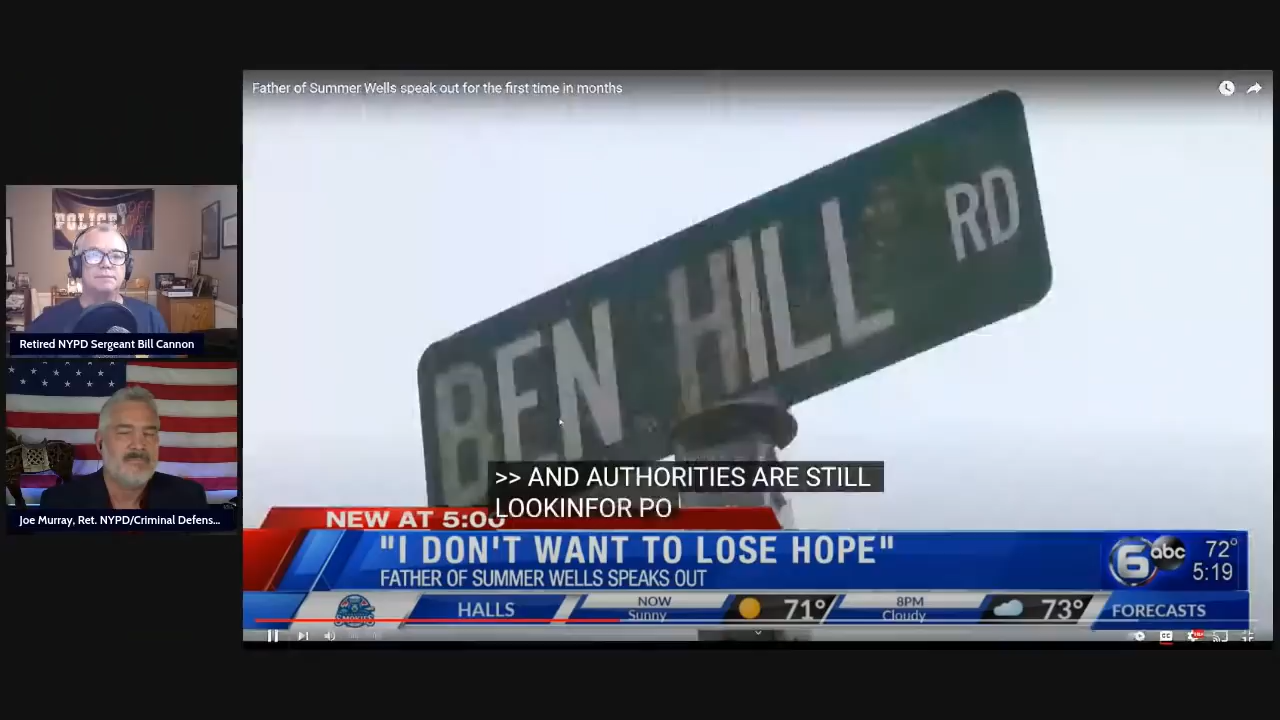 Father of Summer Wells speak out for the first time in months
BEN HILL RD
POLICE
Retired NYPD Sergeant Bill Cannon
Joe Murray, Ret. NYPD/Criminal Defens...
>> AND AUTHORITIES ARE STILL
LOOKINFOR PO
NEW AT 5:00
"I DON'T WANT TO LOSE HOPE"
FATHER OF SUMMER WELLS SPEAKS OUT
6 abc
72°
5:19
SMOKIES
HALLS
NOW
Sunny
71°
8PM
Cloudy
73°
FORECASTS
CC